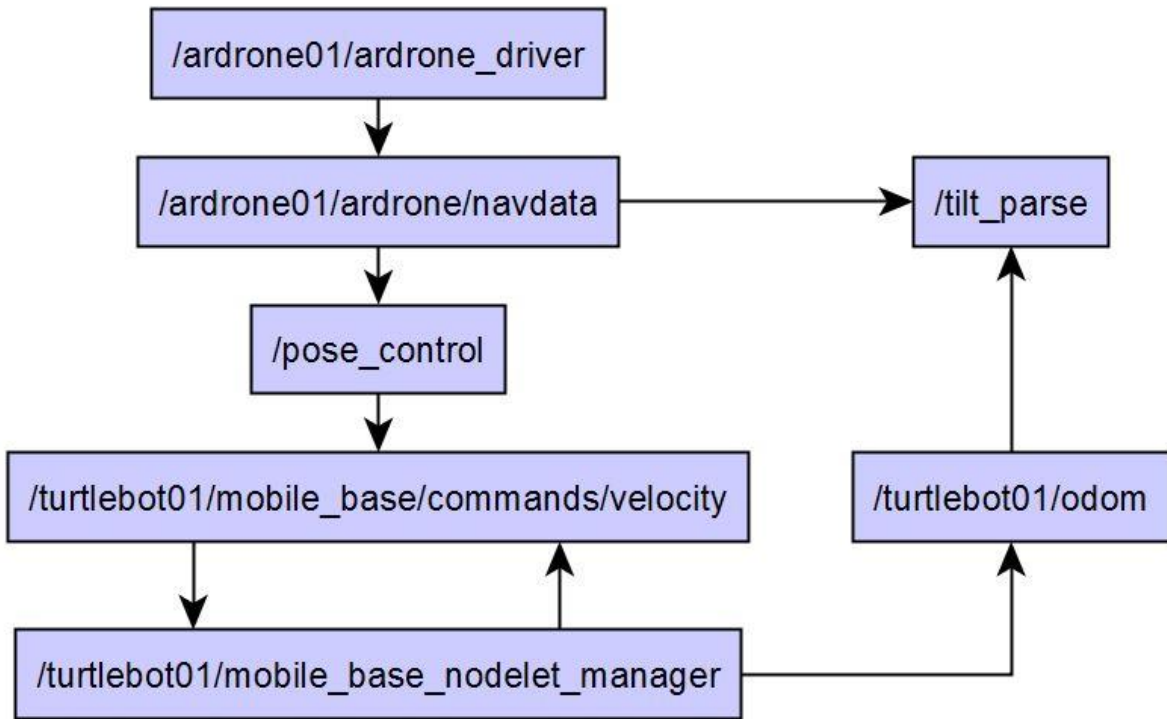 /ardrone01/ardrone_driver
/ardrone01/ardrone/navdata
/tilt_parse
/pose_control
/turtlebot01/mobile_base/commands/velocity
/turtlebot01/odom
/turtlebot01/mobile_base_nodelet_manager